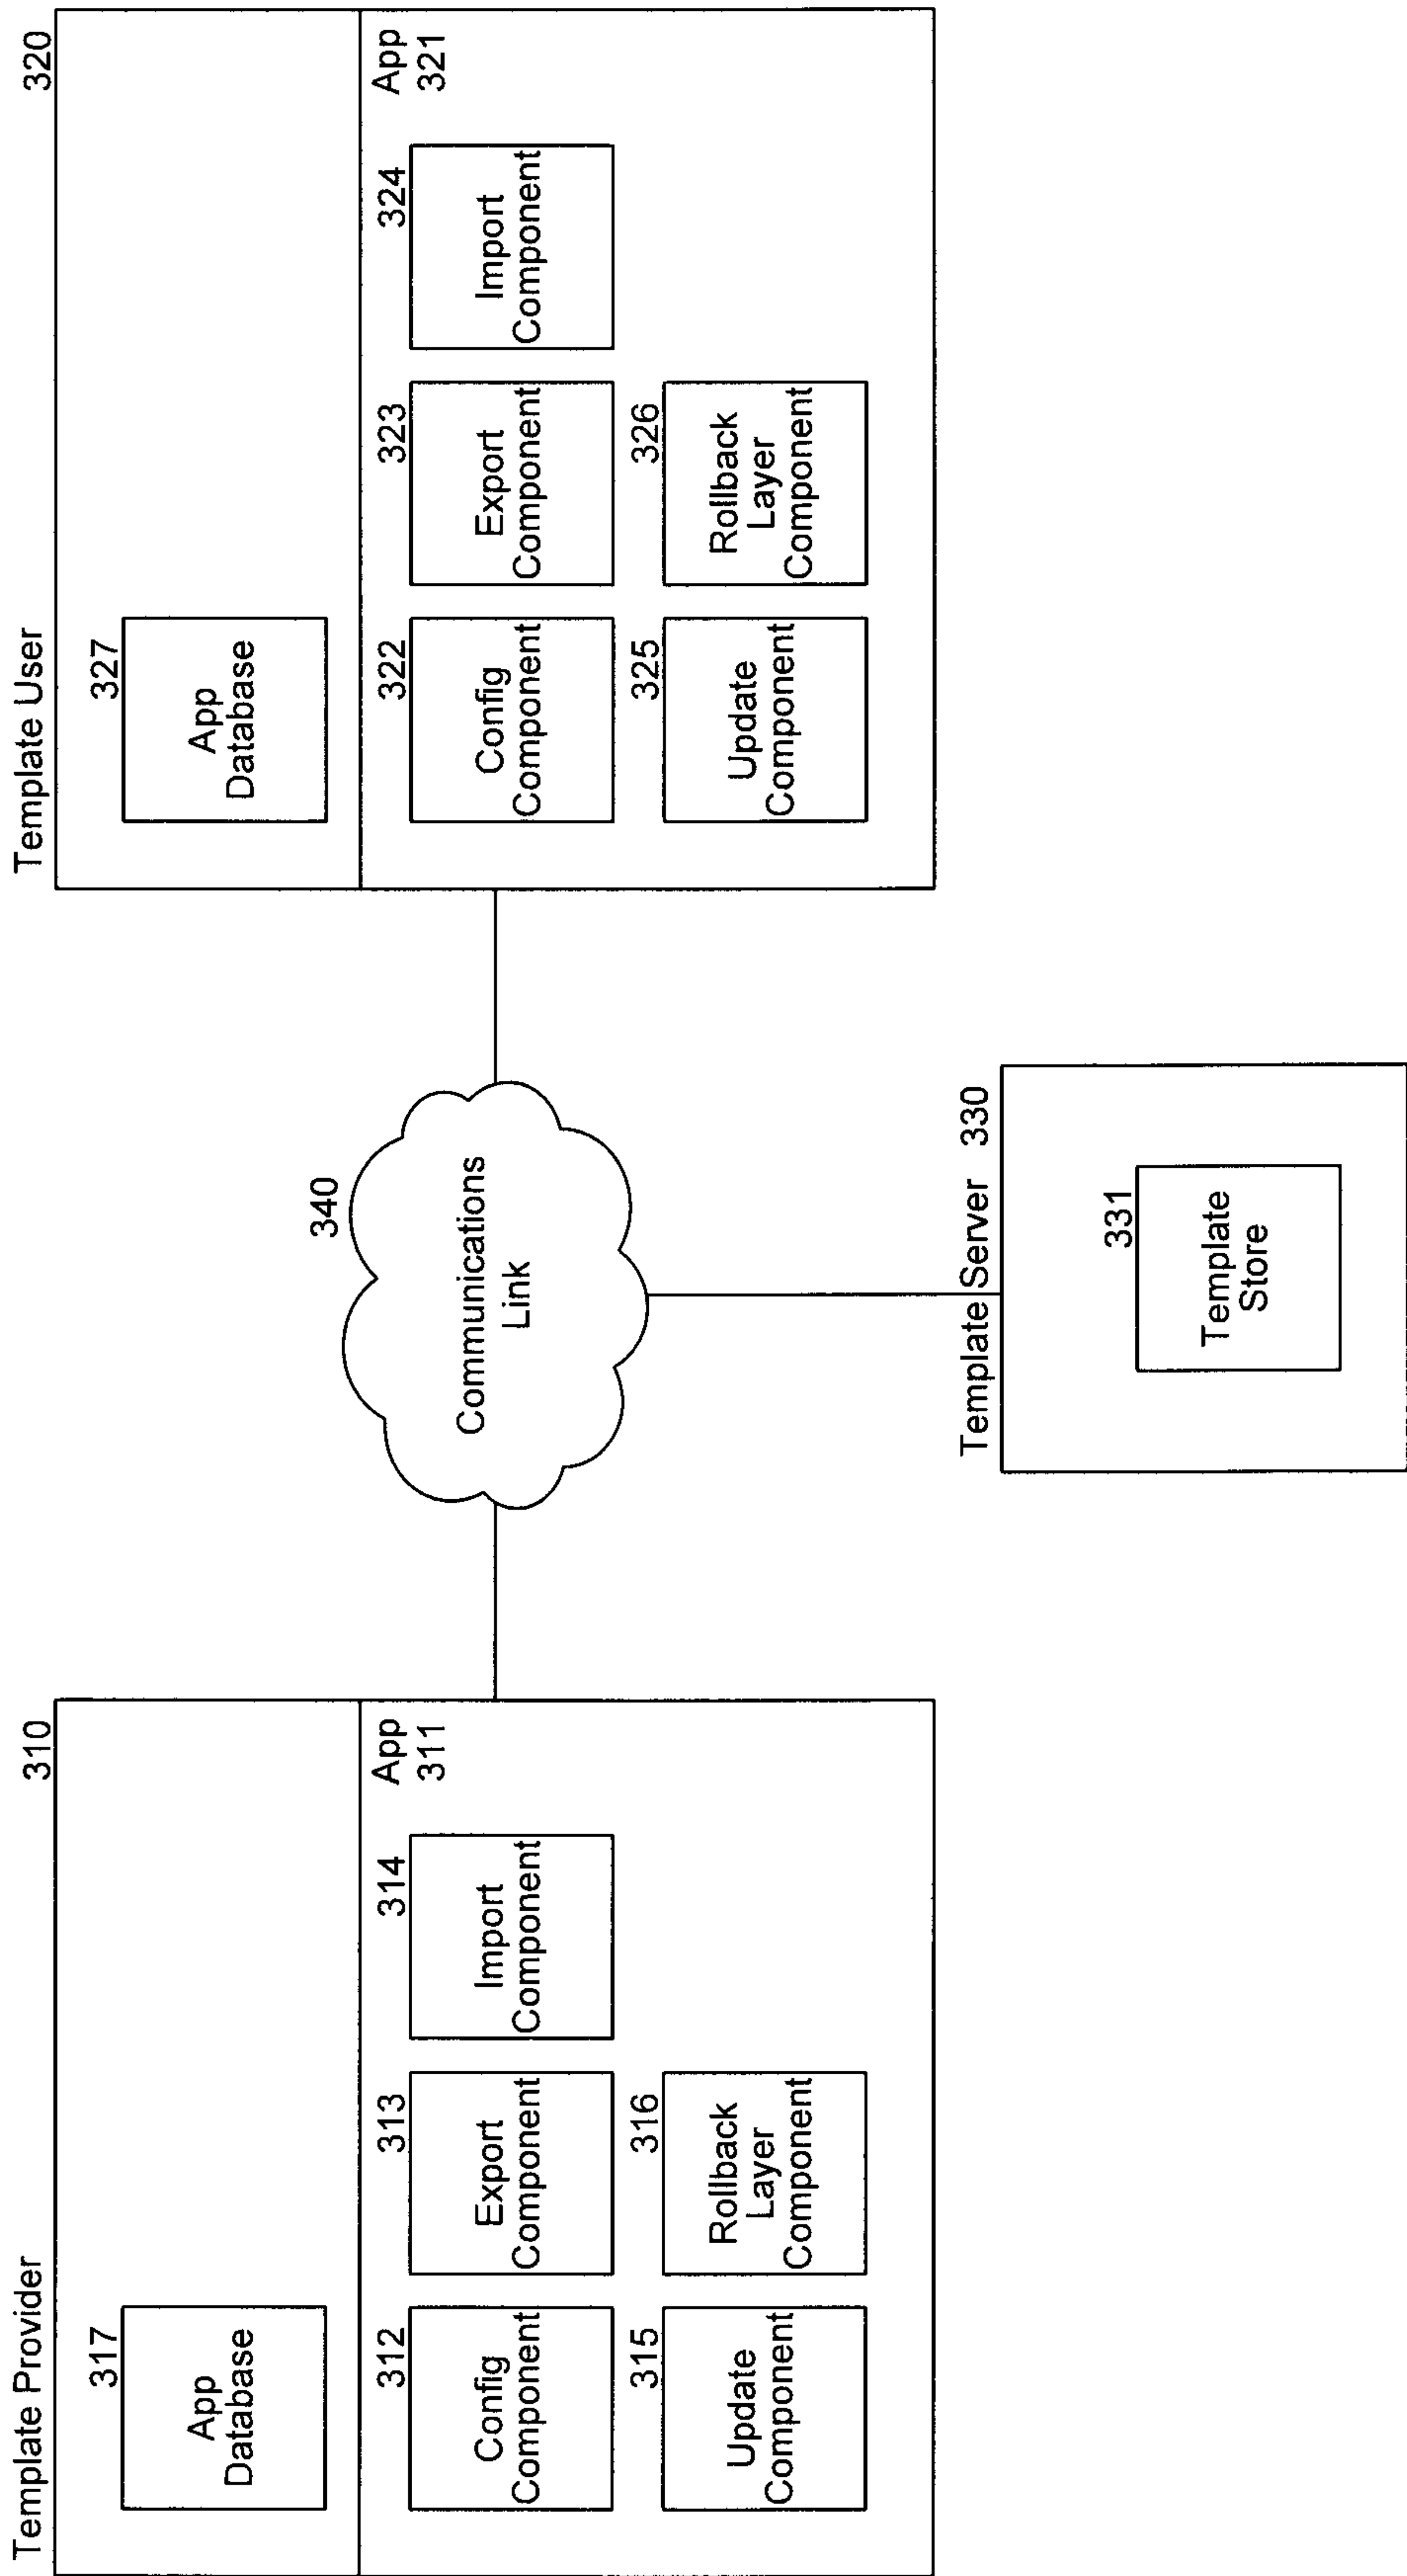 Template Provider
310
317
App
Database
App
311
312
Config
Component
313
Export
Component
314
Import
Component
315
Update
Component
316
Rollback
Layer
Component
340
Communications
Link
Template Server 330
331
Template
Store
Template User
320
327
App
Database
App
321
322
Config
Component
323
Export
Component
324
Import
Component
325
Update
Component
326
Rollback
Layer
Component